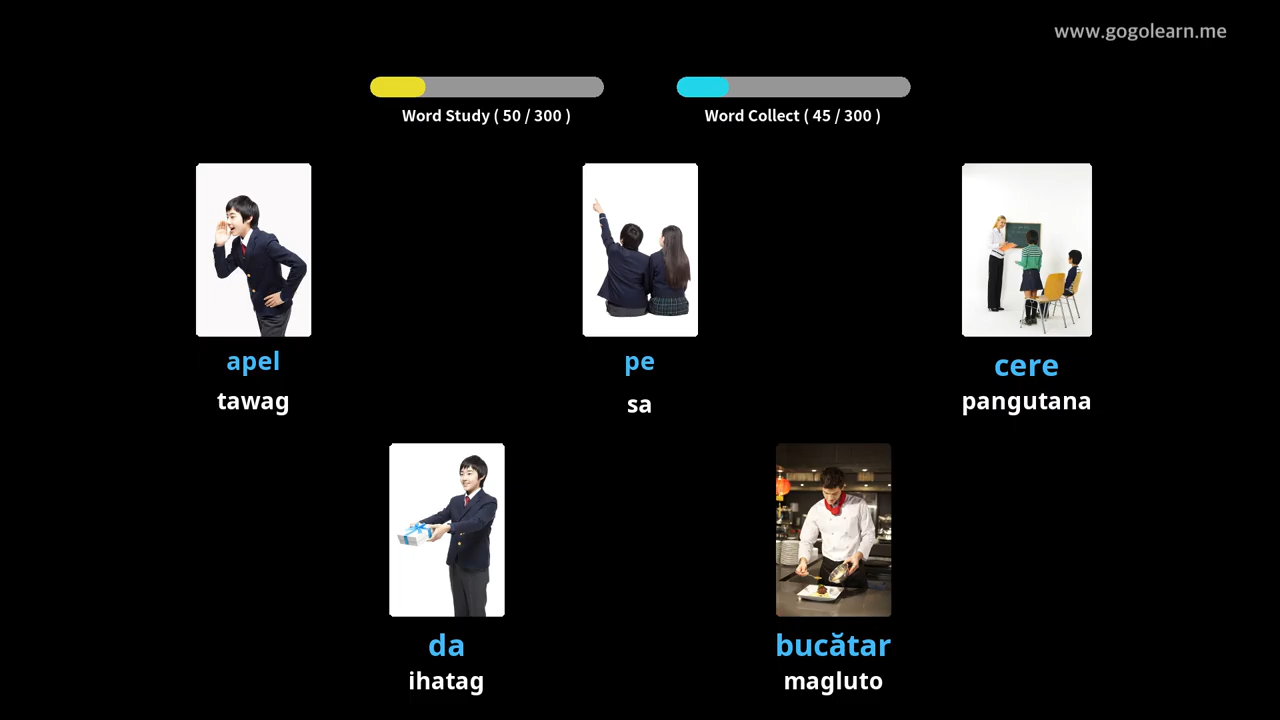 www.gogolearn.me
Word Study ( 50 / 300 )
Word Collect ( 45 / 300 )
apel
tawag
pe
sa
cere
pangutana
da
ihatag
bucătar
magluto